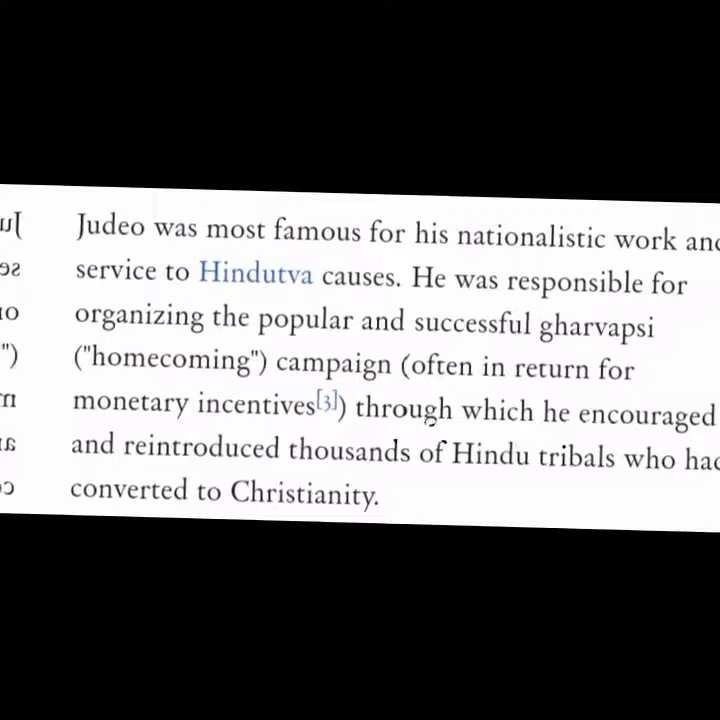 Judeo was most famous for his nationalistic work and
service to Hindutva causes. He was responsible for
organizing the popular and successful gharvapsi
("homecoming") campaign (often in return for
monetary incentives[3]) through which he encouraged
and reintroduced thousands of Hindu tribals who had
converted to Christianity.